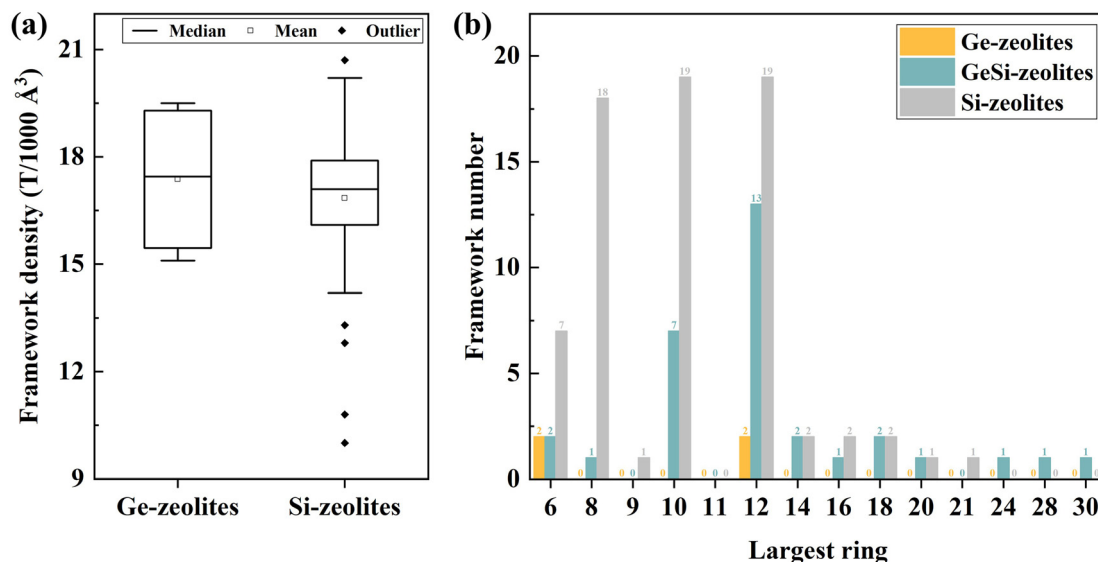 (a)
Median
Mean
Outlier
Framework density (T/1000 Å³)
21
18
15
12
9
Ge-zeolites
Si-zeolites
(b)
Ge-zeolites
GeSi-zeolites
Si-zeolites
Framework number
20
15
10
5
0
2 2 7
0 1 18
0 0 1
0 7 19
0 0 0
2 13 19
0 2 2
0 1 2
0 2 2
0 1 1
0 0 1
0 1 0
0 1 0
0 1 0
6 8 9 10 11 12 14 16 18 20 21 24 28 30
Largest ring